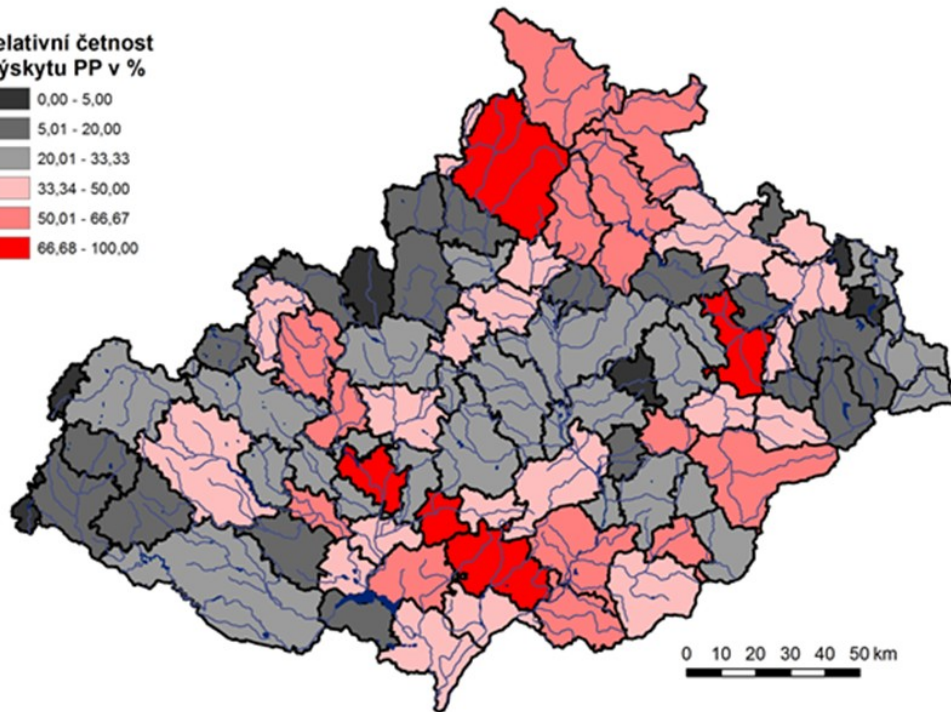 elativní četnost
ýskytu PP v %
0,00 - 5,00
5,01 - 20,00
20,01 - 33,33
33,34 - 50,00
50,01 - 66,67
66,68 - 100,00
0 10 20 30 40 50 km